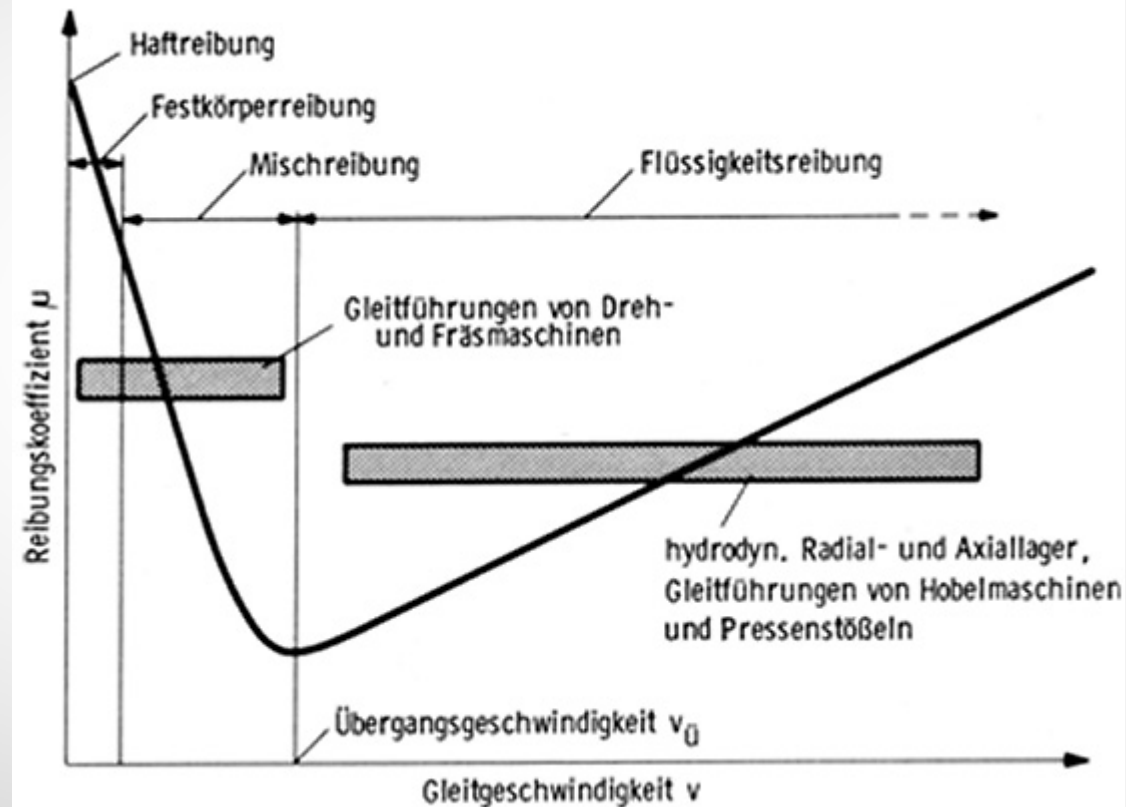 Haftreibung
Festkörperreibung
Mischreibung
Flüssigkeitsreibung
Gleitführungen von Dreh-
und Fräsmaschinen
Reibungskoeffizient μ
hydrodyn. Radial- und Axiallager,
Gleitführungen von Hobelmaschinen
und Pressenstößeln
Übergangsgeschwindigkeit vü
Gleitgeschwindigkeit v